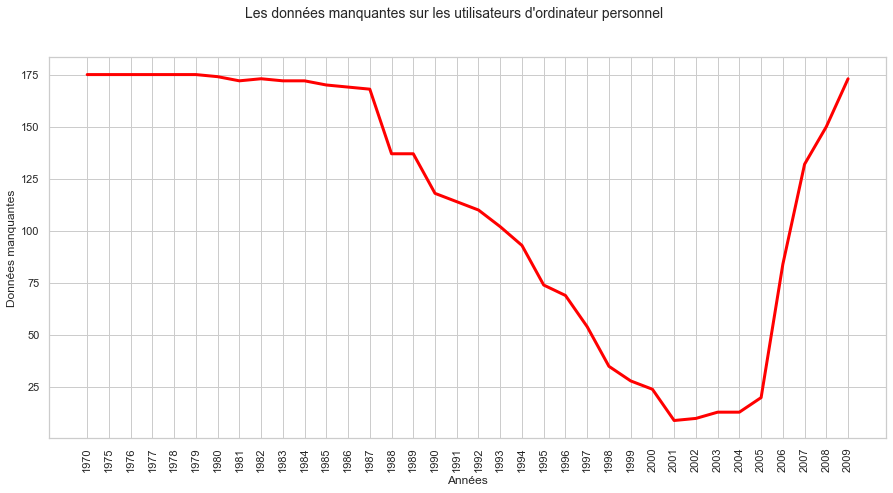 Les données manquantes sur les utilisateurs d'ordinateur personnel
175
150
125
100
75
50
25
Données manquantes
1970 1975 1976 1977 1978 1979 1980 1981 1982 1983 1984 1985 1986 1987 1988 1989 1990 1991 1992 1993 1994 1995 1996 1997 1998 1999 2000 2001 2002 2003 2004 2005 2006 2007 2008 2009
Années